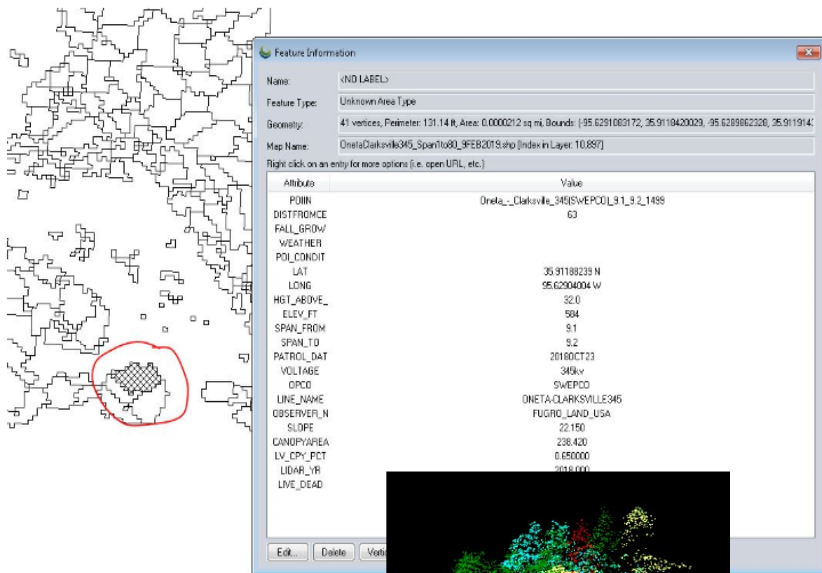 Feature Information
Name: <NO LABEL>
Feature Type: Unknown Area Type
Geometry: 41 vertices, Perimeter: 131.14 ft, Area: 0.0000212 sq mi, Bounds: (-95.6291083172, 35.9118420029, -95.6289862328, 35.911914
Map Name: OnetaClarksville345_Span1to80_9FEB2019.shp [Index in Layer: 10,897]
Right click on an entry for more options (i.e. open URL, etc.)
Attribute Value
POIIN Oneta_-_Clarksville_345(SWEPCO)_9.1_9.2_1499
DISTFROMCE 63
FALL_GROW
WEATHER
POI_CONDIT
LAT 35.91188239 N
LONG 95.62904004 W
HGT_ABOVE_ 32.0
ELEV_FT 584
SPAN_FROM 9.1
SPAN_TO 9.2
PATROL_DAT 2018OCT23
VOLTAGE 345kv
OPCO SWEPCO
LINE_NAME ONETA-CLARKSVILLE345
OBSERVER_N FUGRO_LAND_USA
SLOPE 22.150
CANOPYAREA 238.420
LV_CPY_PCT 0.650000
LIDAR_YR 2018.000
LIVE_DEAD
Edit... Delete